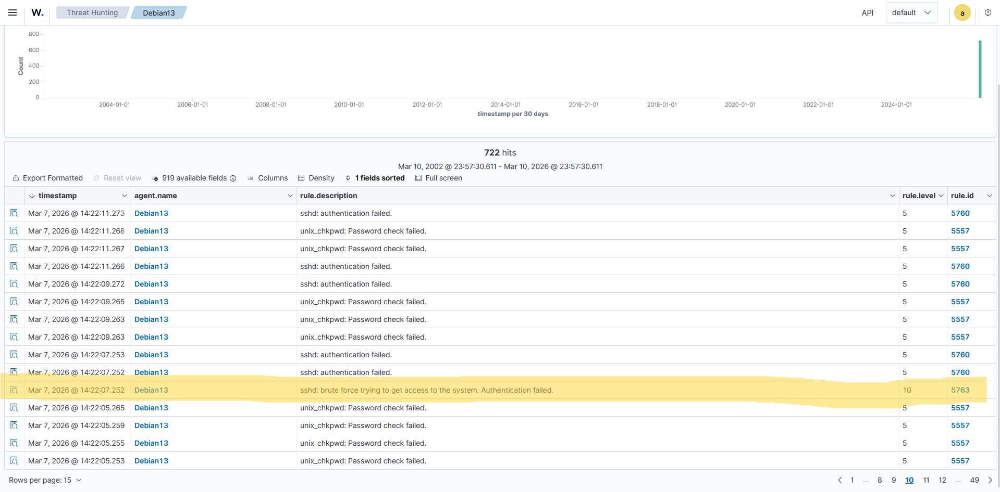 W. Threat Hunting Debian13 API default a
800
600
400
200
0
Count
2004-01-01 2006-01-01 2008-01-01 2010-01-01 2012-01-01 2014-01-01 2016-01-01 2018-01-01 2020-01-01 2022-01-01 2024-01-01
timestamp per 30 days
722 hits
Mar 10, 2002 @ 23:57:30.611 - Mar 10, 2026 @ 23:57:30.611
Export Formatted Reset view 919 available fields Columns Density 1 fields sorted Full screen
timestamp agent.name rule.description rule.level rule.id
Mar 7, 2026 @ 14:22:11.273 Debian13 sshd: authentication failed. 5 5760
Mar 7, 2026 @ 14:22:11.268 Debian13 unix_chkpwd: Password check failed. 5 5557
Mar 7, 2026 @ 14:22:11.267 Debian13 unix_chkpwd: Password check failed. 5 5557
Mar 7, 2026 @ 14:22:11.266 Debian13 sshd: authentication failed. 5 5760
Mar 7, 2026 @ 14:22:09.272 Debian13 sshd: authentication failed. 5 5760
Mar 7, 2026 @ 14:22:09.265 Debian13 unix_chkpwd: Password check failed. 5 5557
Mar 7, 2026 @ 14:22:09.263 Debian13 unix_chkpwd: Password check failed. 5 5557
Mar 7, 2026 @ 14:22:09.263 Debian13 unix_chkpwd: Password check failed. 5 5557
Mar 7, 2026 @ 14:22:07.253 Debian13 sshd: authentication failed. 5 5760
Mar 7, 2026 @ 14:22:07.252 Debian13 sshd: authentication failed. 5 5760
Mar 7, 2026 @ 14:22:07.252 Debian13 sshd: brute force trying to get access to the system. Authentication failed. 10 5763
Mar 7, 2026 @ 14:22:05.265 Debian13 unix_chkpwd: Password check failed. 5 5557
Mar 7, 2026 @ 14:22:05.259 Debian13 unix_chkpwd: Password check failed. 5 5557
Mar 7, 2026 @ 14:22:05.255 Debian13 unix_chkpwd: Password check failed. 5 5557
Mar 7, 2026 @ 14:22:05.253 Debian13 unix_chkpwd: Password check failed. 5 5557
Rows per page: 15 1 ... 8 9 10 11 12 ... 49